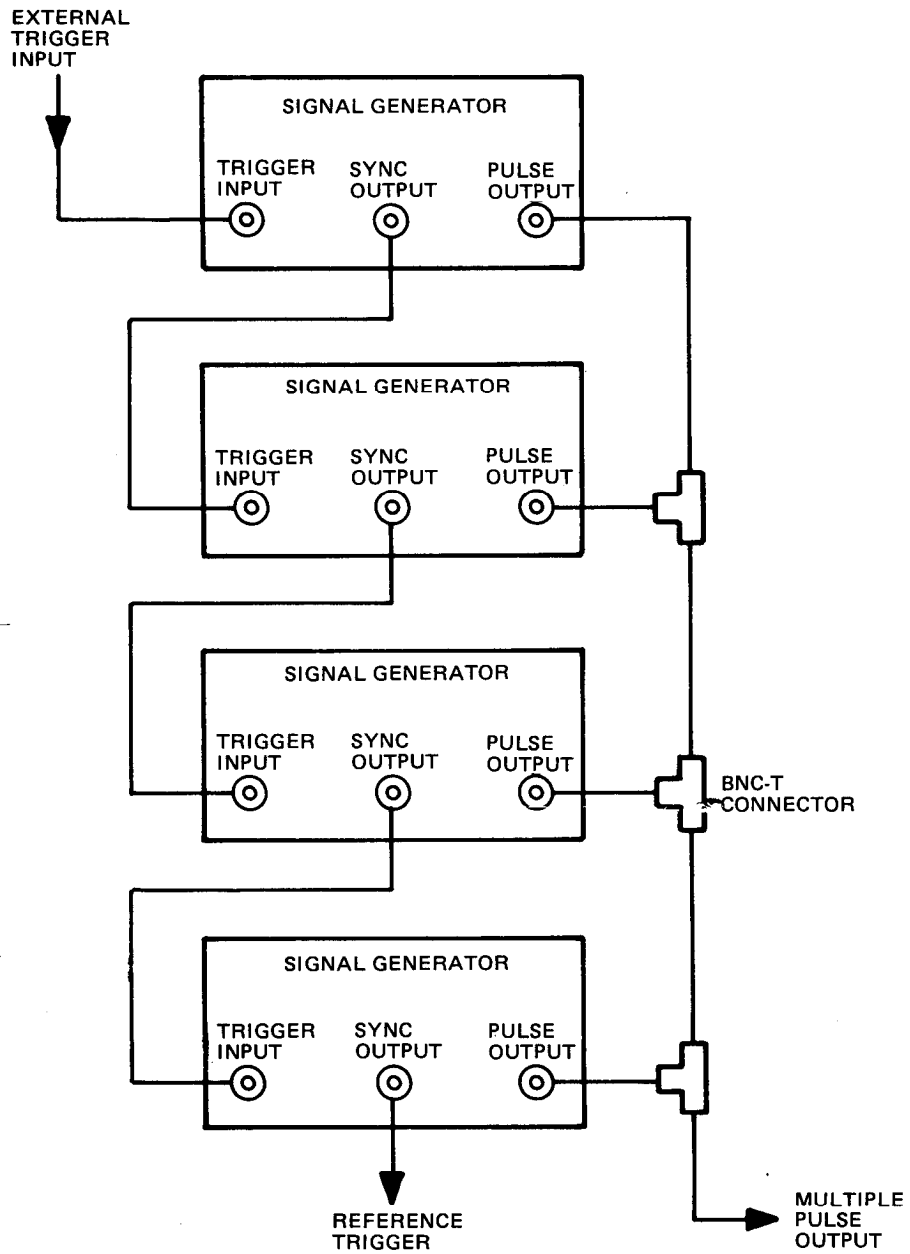 EXTERNAL
TRIGGER
INPUT
SIGNAL GENERATOR
TRIGGER
INPUT
SYNC
OUTPUT
PULSE
OUTPUT
SIGNAL GENERATOR
TRIGGER
INPUT
SYNC
OUTPUT
PULSE
OUTPUT
SIGNAL GENERATOR
TRIGGER
INPUT
SYNC
OUTPUT
PULSE
OUTPUT
BNC-T
CONNECTOR
SIGNAL GENERATOR
TRIGGER
INPUT
SYNC
OUTPUT
PULSE
OUTPUT
REFERENCE
TRIGGER
MULTIPLE
PULSE
OUTPUT